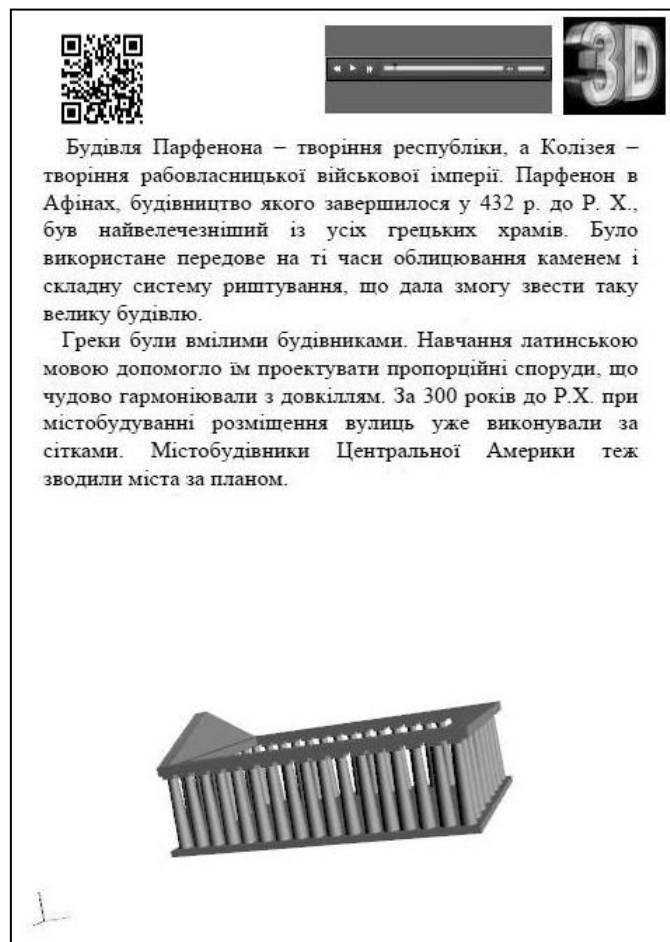 3D
Будівля Парфенона – творіння республіки, а Колізея –
творіння рабовласницької військової імперії. Парфенон в
Афінах, будівництво якого завершилося у 432 р. до Р. Х.,
був найвелечезніший із усіх грецьких храмів. Було
використане передове на ті часи облицювання каменем і
складну систему риштування, що дала змогу звести таку
велику будівлю.
Греки були вмілими будівниками. Навчання латинською
мовою допомогло їм проектувати пропорційні споруди, що
чудово гармоніювали з довкіллям. За 300 років до Р.Х. при
містобудуванні розміщення вулиць уже виконували за
сітками. Містобудівники Центральної Америки теж
зводили міста за планом.